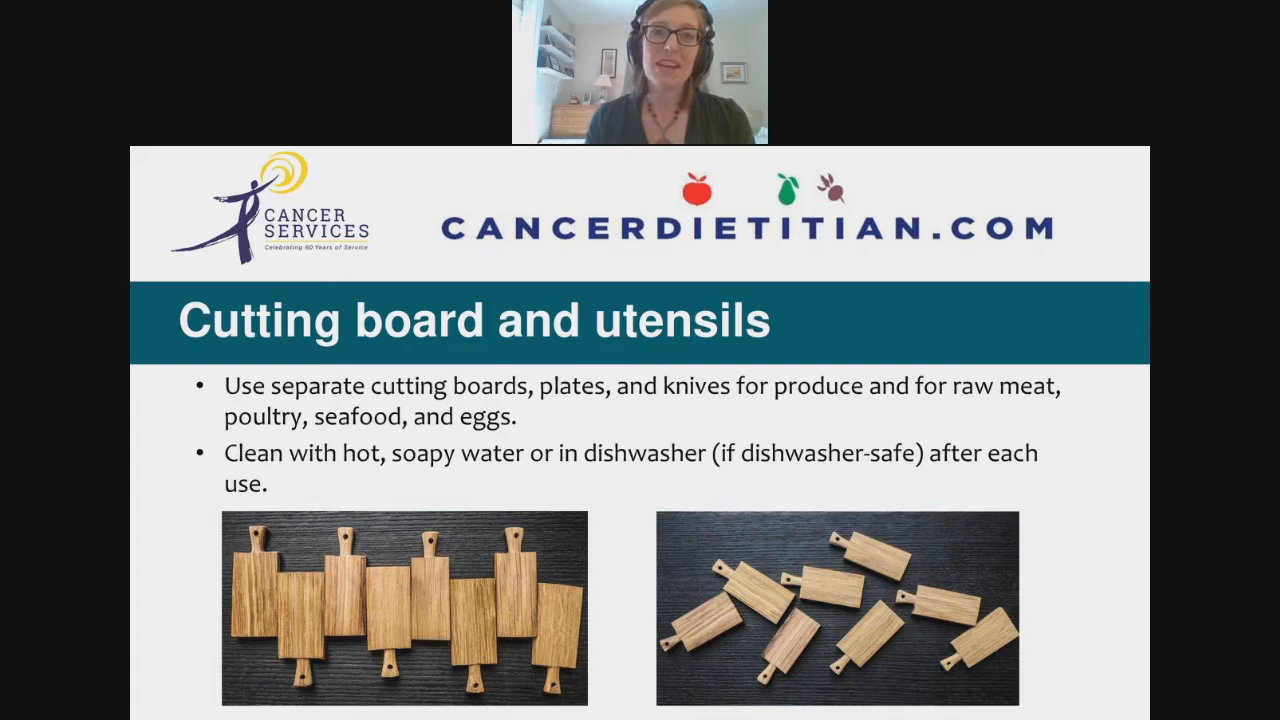 CANCER
SERVICES
Celebrating 60 Years of Service
CANCERDIETITIAN.COM
Cutting board and utensils
• Use separate cutting boards, plates, and knives for produce and for raw meat,
poultry, seafood, and eggs.
• Clean with hot, soapy water or in dishwasher (if dishwasher-safe) after each
use.